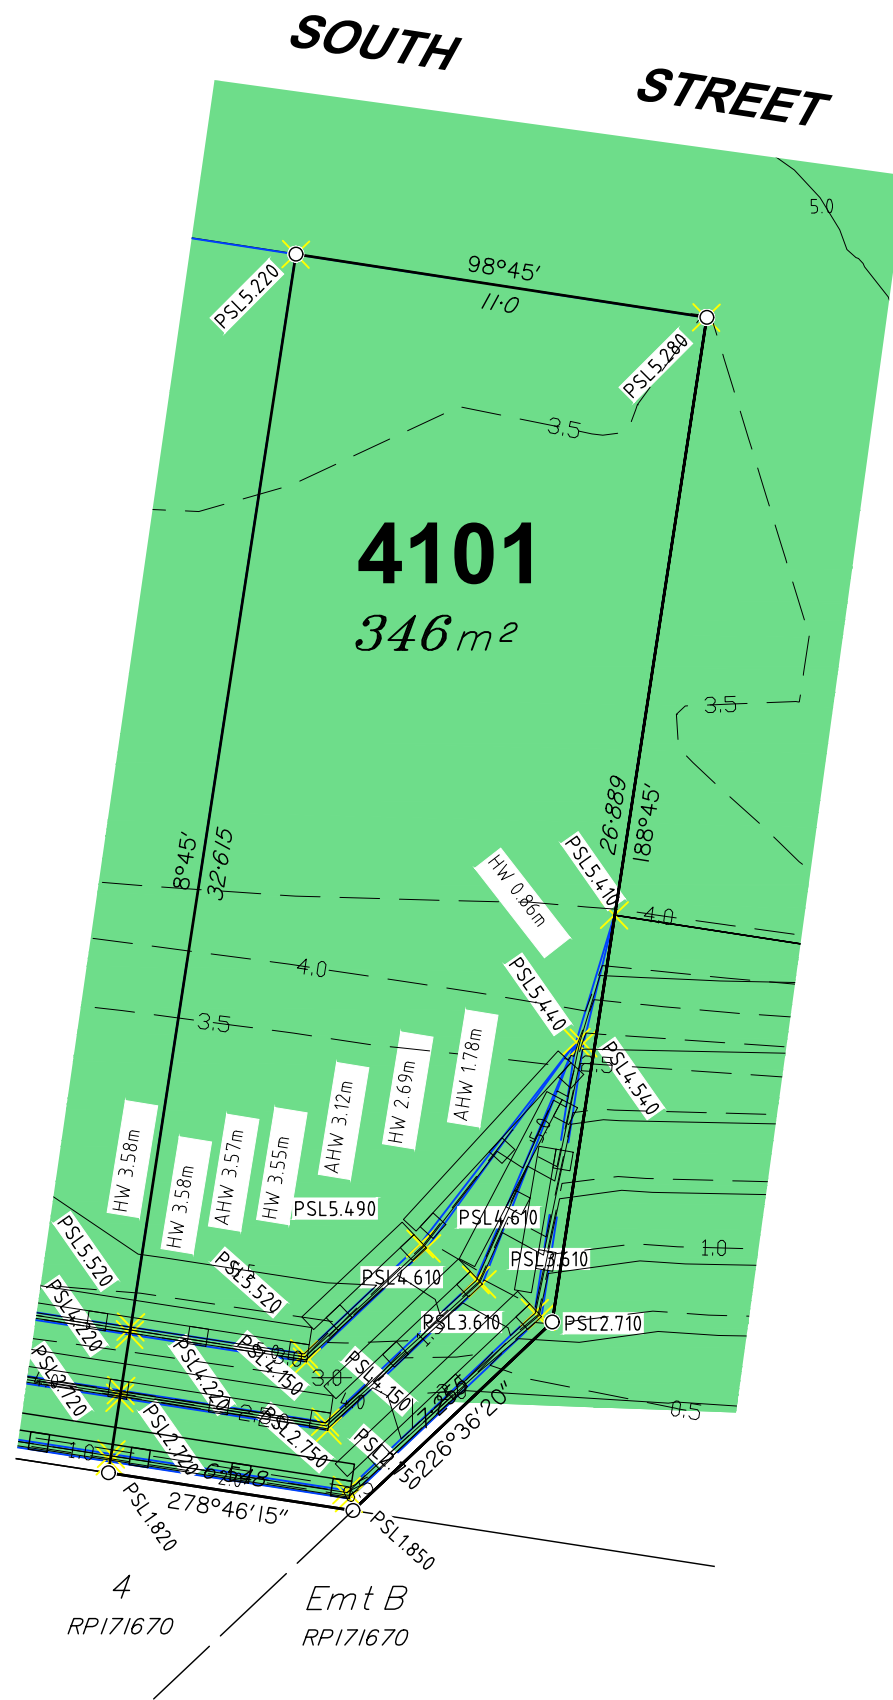 SOUTH
STREET
5.0
98°45'
11·0
PSL5.220
PSL5.280
3.5
4101
346 m²
3.5
26·889
188°45'
8°45'
32·615
PSL5.410
HW 0.86m
4.0
4.0
PSL5.440
3.5
PSL4.540
AHW 1.78m
HW 2.69m
AHW 3.12m
HW 3.55m
AHW 3.57m
HW 3.58m
HW 3.58m
PSL5.490
PSL4.610
PSL3.610
1.0
PSL5.520
PSL5.520
PSL4.610
PSL3.610
PSL2.710
PSL4.220
PSL4.150
PSL4.220
3.0
PSL4.150
PSL2.720
0.5
PSL2.720
PSL2.750
PSL2.750
1.0
226°36'20"
278°46'15"
PSL1.820
PSL1.850
4
RP171670
Emt B
RP171670